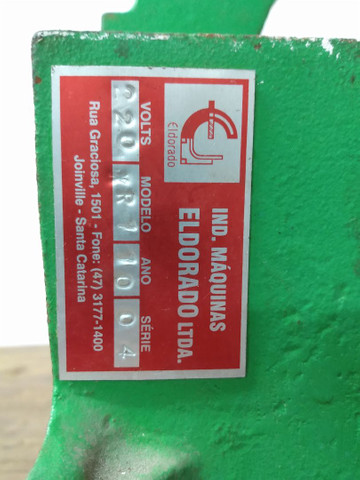 Eldorado
IND. MÁQUINAS
ELDORADO LTDA.
VOLTS MODELO ANO SÉRIE
220 10 04
Rua Graciosa, 1501 - Fone: (47) 3177-1400
Joinville - Santa Catarina